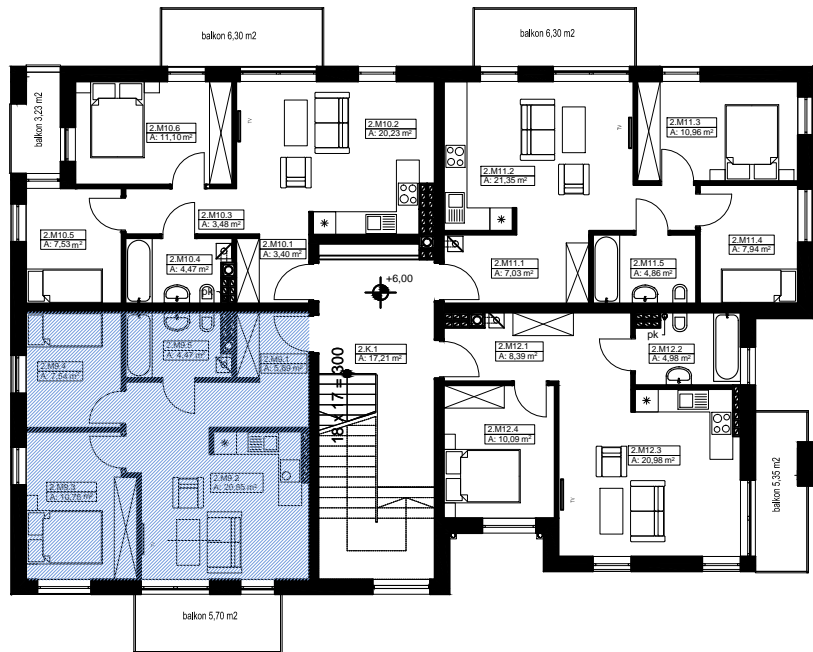 balkon 6,30 m2
balkon 6,30 m2
balkon 3,23 m2
2.M10.6
A: 11,10 m²
TV
2.M10.2
A: 20,23 m²
TV
2.M11.3
A: 10,96 m²
2.M11.2
A: 21,35 m²
2.M10.3
A: 3,48 m²
2.M10.5
A: 7,53 m²
2.M10.4
A: 4,47 m²
2.M10.1
A: 3,40 m²
2.M11.1
A: 7,03 m²
2.M11.5
A: 4,86 m²
2.M11.4
A: 7,94 m²
+6,00
pk
2.M9.5
A: 4,47 m²
2.M9.1
A: 5,89 m²
2.K.1
A: 17,21 m²
18 x 17 = 300
2.M12.1
A: 8,39 m²
pk
2.M12.2
A: 4,98 m²
2.M9.4
A: 7,54 m²
2.M12.4
A: 10,09 m²
2.M12.3
A: 20,98 m²
2.M9.3
A: 10,76 m²
2.M9.2
A: 20,85 m²
TV
balkon 5,35 m2
balkon 5,70 m2